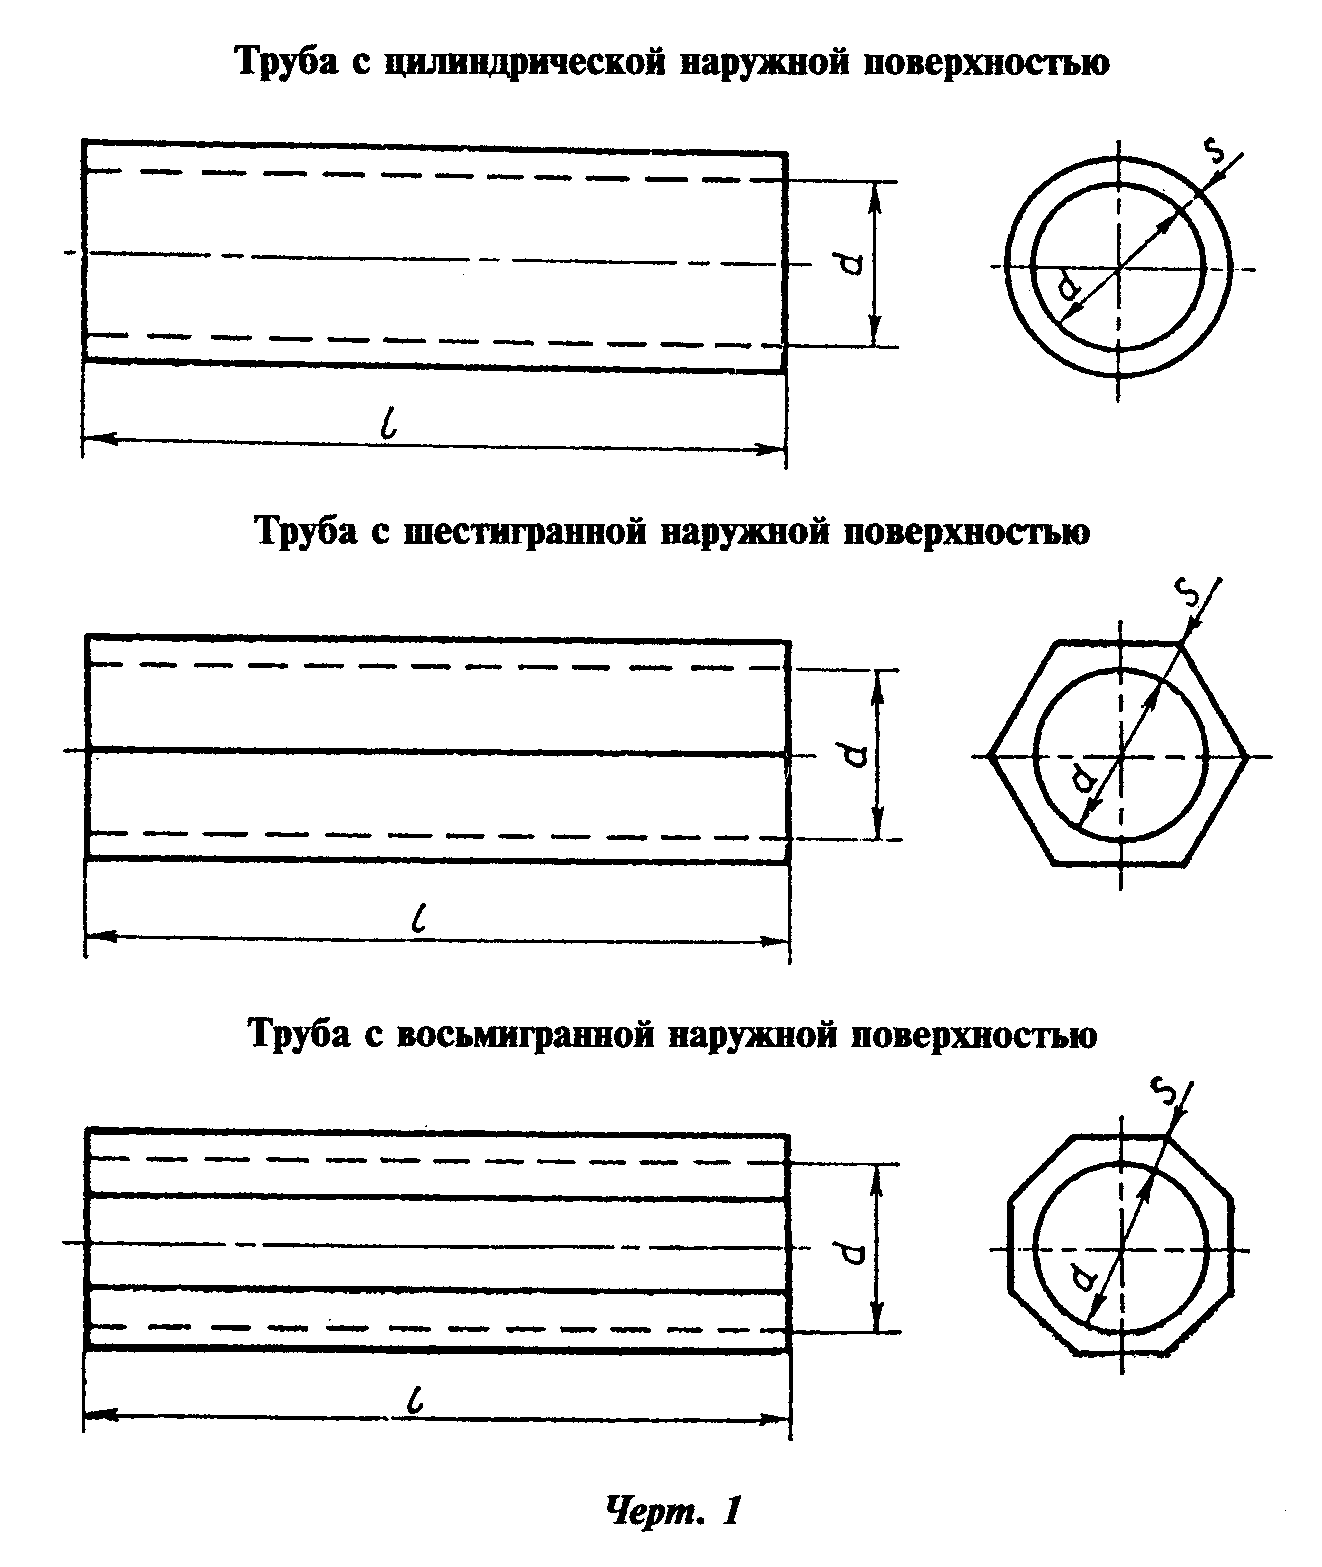 Труба с цилиндрической наружной поверхностью
s
d
d
l
Труба с шестигранной наружной поверхностью
s
d
d
l
Труба с восьмигранной наружной поверхностью
s
d
d
l
Черт. 1